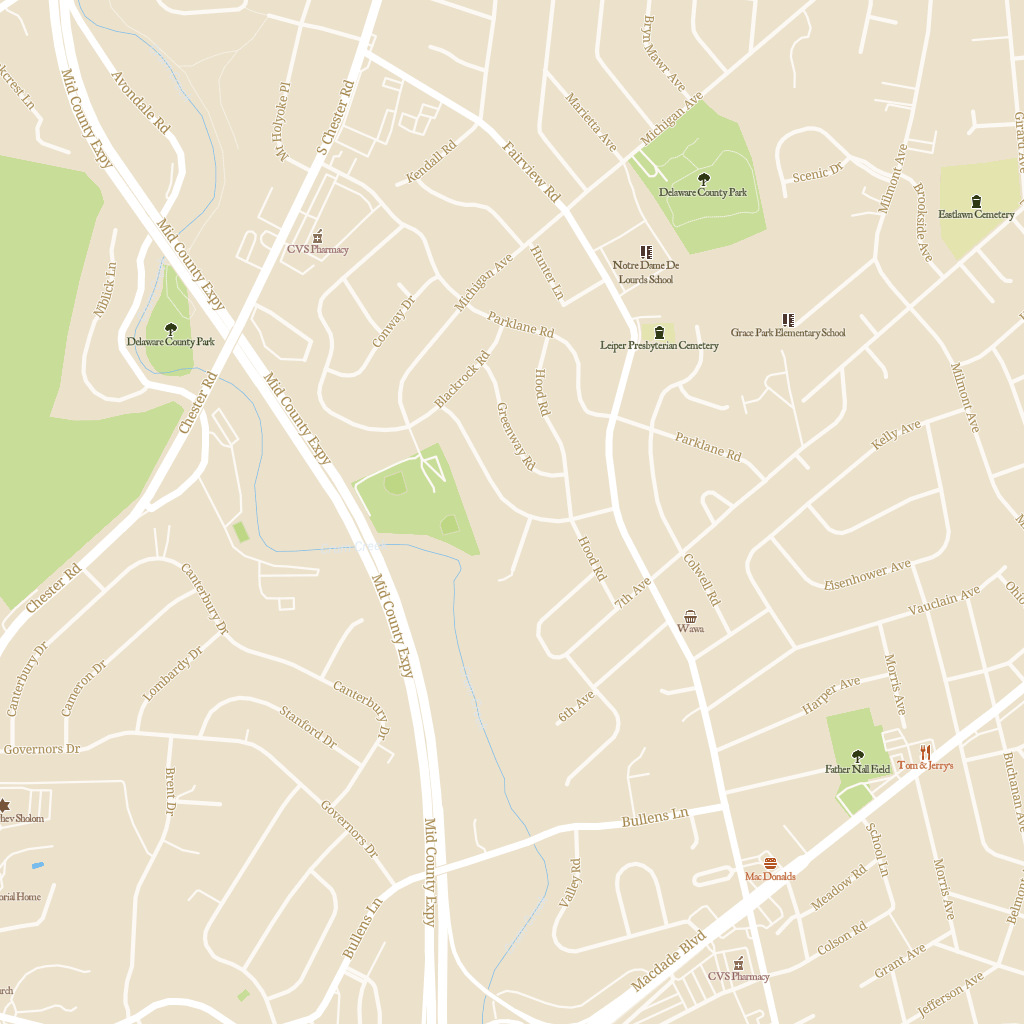 Bryn Mawr Ave
Mid County Expy
Avondale Rd
Mt Holyoke Pl
S Chester Rd
Marietta Ave
Michigan Ave
Girard Ave
Kendall Rd
Fairview Rd
Scenic Dr
Milmont Ave
Delaware County Park
Brookside Ave
Eastlawn Cemetery
Mid County Expy
CVS Pharmacy
Niblick Ln
Michigan Ave
Hunter Ln
Notre Dame De
Lourds School
Conway Dr
Parklane Rd
Delaware County Park
Leiper Presbyterian Cemetery
Grace Park Elementary School
Chester Rd
Mid County Expy
Blackrock Rd
Hood Rd
Greenway Rd
Milmont Ave
Parklane Rd
Kelly Ave
Chester Rd
Canterbury Dr
Mid County Expy
Hood Rd
7th Ave
Colwell Rd
Eisenhower Ave
Vauclain Ave
Ohio
Wawa
Canterbury Dr
Cameron Dr
Lombardy Dr
Canterbury Dr
6th Ave
Harper Ave
Morris Ave
Governors Dr
Stanford Dr
Brent Dr
Father Nall Field
Tom & Jerry's
Buchanan Ave
Governors Dr
Mid County Expy
Bullens Ln
Mac Donalds
School Ln
Morris Ave
Valley Rd
Meadow Rd
Bullens Ln
Macdade Blvd
Colson Rd
Grant Ave
CVS Pharmacy
Jefferson Ave